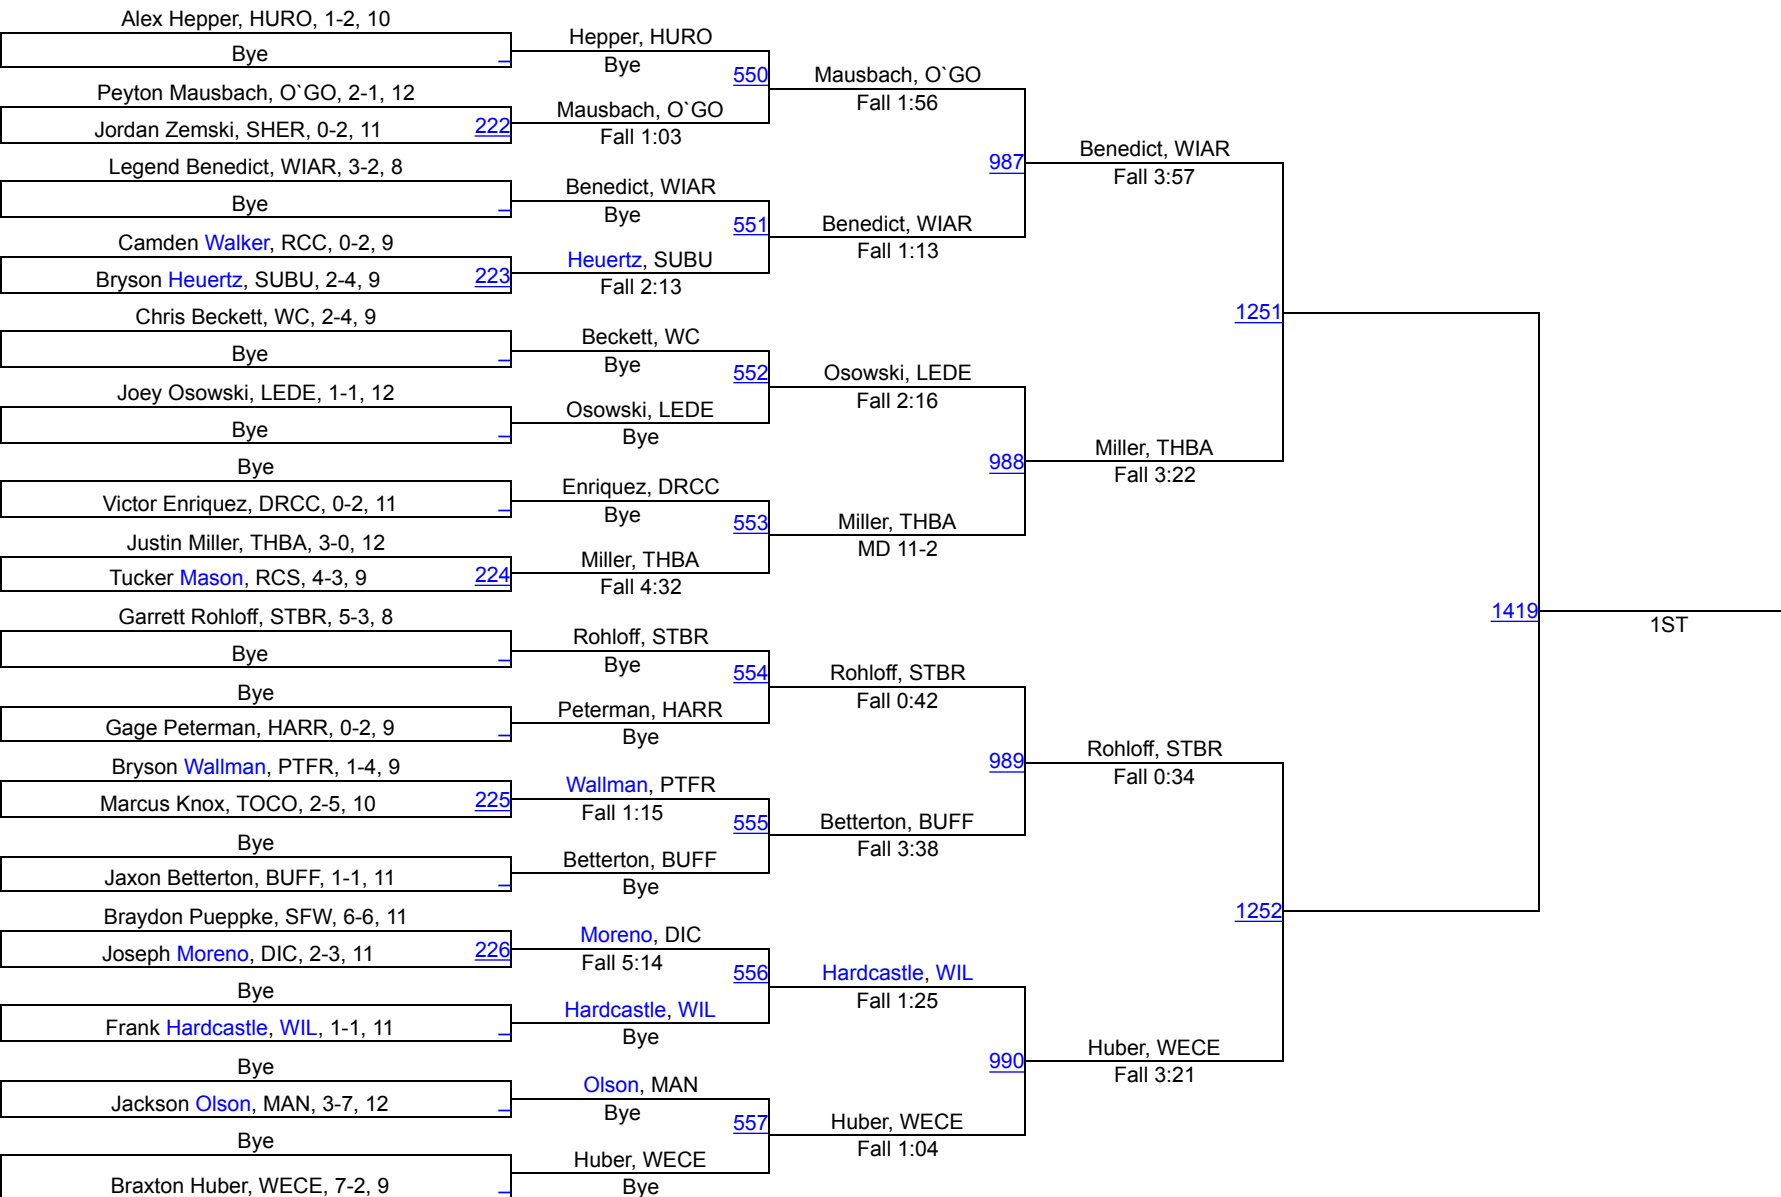 Alex Hepper, HURO, 1-2, 10
Bye
Peyton Mausbach, O`GO, 2-1, 12
Jordan Zemski, SHER, 0-2, 11
222
Legend Benedict, WIAR, 3-2, 8
Bye
Camden Walker, RCC, 0-2, 9
Bryson Heuertz, SUBU, 2-4, 9
223
Chris Beckett, WC, 2-4, 9
Bye
Joey Osowski, LEDE, 1-1, 12
Bye
Bye
Victor Enriquez, DRCC, 0-2, 11
Justin Miller, THBA, 3-0, 12
Tucker Mason, RCS, 4-3, 9
224
Garrett Rohloff, STBR, 5-3, 8
Bye
Bye
Gage Peterman, HARR, 0-2, 9
Bryson Wallman, PTFR, 1-4, 9
Marcus Knox, TOCO, 2-5, 10
225
Bye
Jaxon Betterton, BUFF, 1-1, 11
Braydon Pueppke, SFW, 6-6, 11
Joseph Moreno, DIC, 2-3, 11
226
Bye
Frank Hardcastle, WIL, 1-1, 11
Bye
Jackson Olson, MAN, 3-7, 12
Bye
Braxton Huber, WECE, 7-2, 9
Hepper, HURO
Bye
550
Mausbach, O`GO
Fall 1:03
Benedict, WIAR
Bye
551
Heuertz, SUBU
Fall 2:13
Beckett, WC
Bye
552
Osowski, LEDE
Bye
Enriquez, DRCC
Bye
553
Miller, THBA
Fall 4:32
Rohloff, STBR
Bye
554
Peterman, HARR
Bye
Wallman, PTFR
Fall 1:15
555
Betterton, BUFF
Bye
Moreno, DIC
Fall 5:14
556
Hardcastle, WIL
Bye
Olson, MAN
Bye
557
Huber, WECE
Bye
Mausbach, O`GO
Fall 1:56
987
Benedict, WIAR
Fall 1:13
Osowski, LEDE
Fall 2:16
988
Miller, THBA
MD 11-2
Rohloff, STBR
Fall 0:42
989
Betterton, BUFF
Fall 3:38
Hardcastle, WIL
Fall 1:25
990
Huber, WECE
Fall 1:04
Benedict, WIAR
Fall 3:57
1251
Miller, THBA
Fall 3:22
Rohloff, STBR
Fall 0:34
1252
Huber, WECE
Fall 3:21
1419
1ST